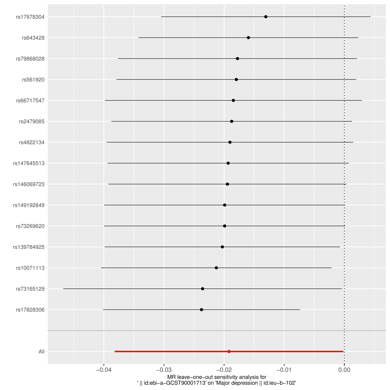 rs17878304
rs643428
rs79868028
rs561920
rs66717547
rs2479085
rs4822134
rs147645513
rs146069723
rs149192849
rs73269620
rs139784925
rs10071113
rs73165129
rs17828306
All
−0.04 −0.03 −0.02 −0.01 0.00
MR leave−one−out sensitivity analysis for
' || id:ebi−a−GCST90001713' on 'Major depression || id:ieu−b−102'